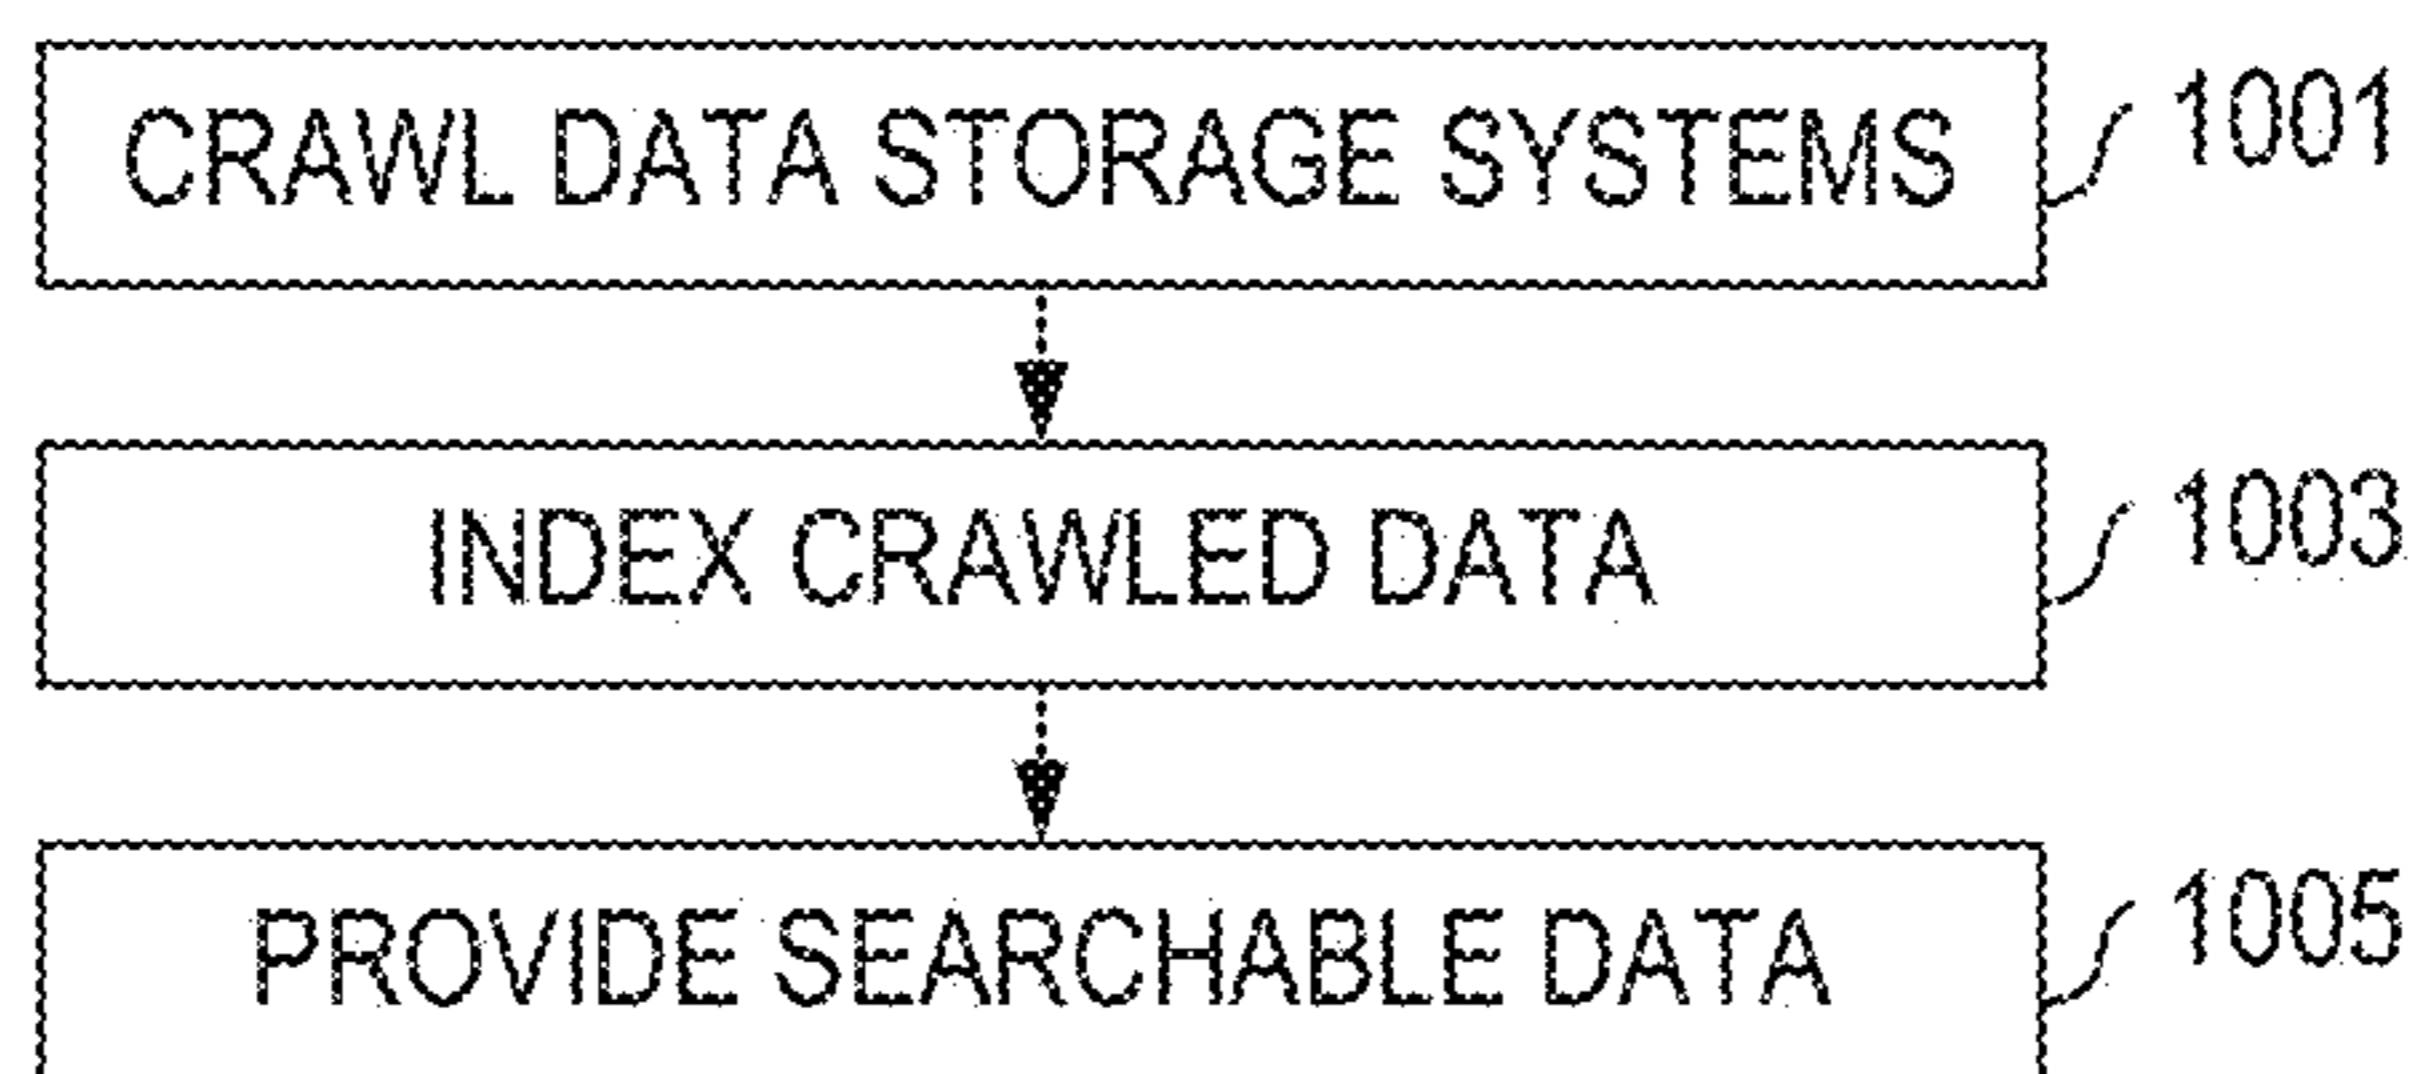 CRAWL DATA STORAGE SYSTEMS 1001
INDEX CRAWLED DATA 1003
PROVIDE SEARCHABLE DATA 1005